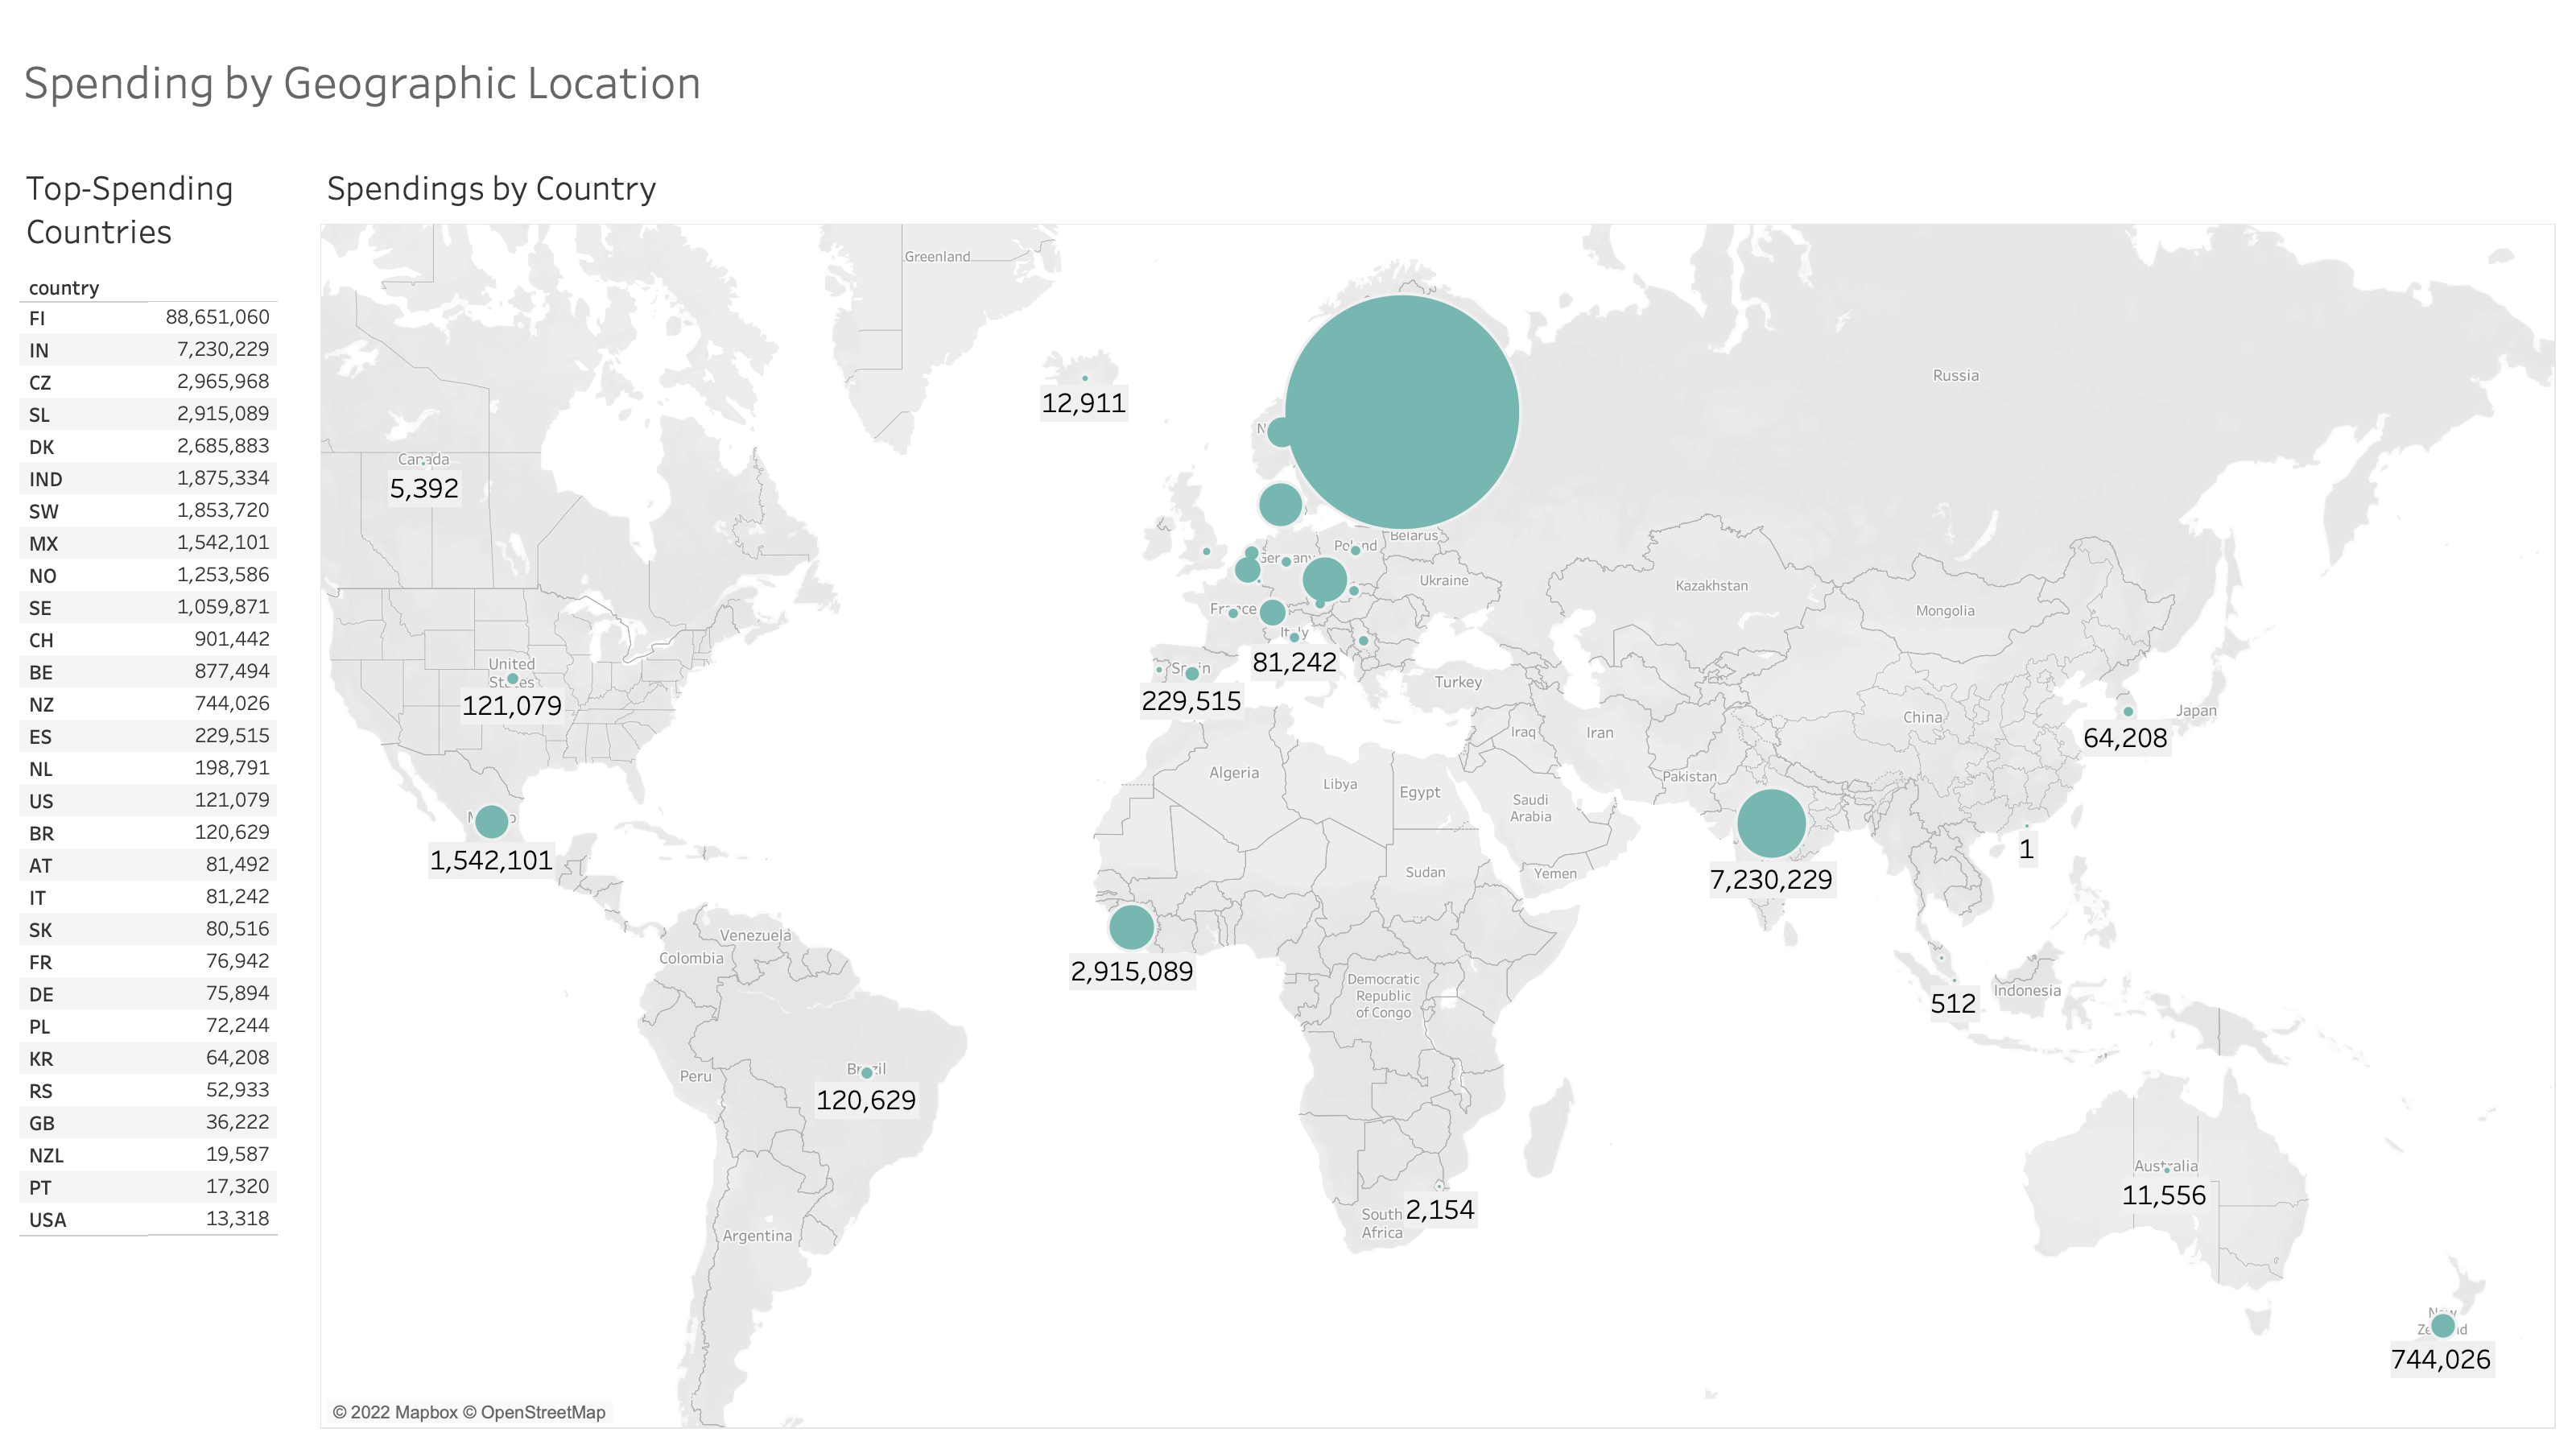 Spending by Geographic Location
Top-Spending
Countries
country
FI 88,651,060
IN 7,230,229
CZ 2,965,968
SL 2,915,089
DK 2,685,883
IND 1,875,334
SW 1,853,720
MX 1,542,101
NO 1,253,586
SE 1,059,871
CH 901,442
BE 877,494
NZ 744,026
ES 229,515
NL 198,791
US 121,079
BR 120,629
AT 81,492
IT 81,242
SK 80,516
FR 76,942
DE 75,894
PL 72,244
KR 64,208
RS 52,933
GB 36,222
NZL 19,587
PT 17,320
USA 13,318
Spendings by Country
Greenland
Russia
12,911
Canada
5,392
Belarus
Poland
Germany
Ukraine
Kazakhstan
France
Mongolia
Italy
81,242
United
States
121,079
Spain
229,515
Turkey
China
Japan
64,208
Iraq
Iran
Algeria
Libya
Egypt
Pakistan
Saudi
Arabia
1,542,101
1
Sudan
Yemen
7,230,229
Venezuela
Colombia
2,915,089
Democratic
Republic
of Congo
Indonesia
512
Brazil
120,629
Peru
Australia
11,556
South
Africa
2,154
Argentina
New
744,026
© 2022 Mapbox © OpenStreetMap